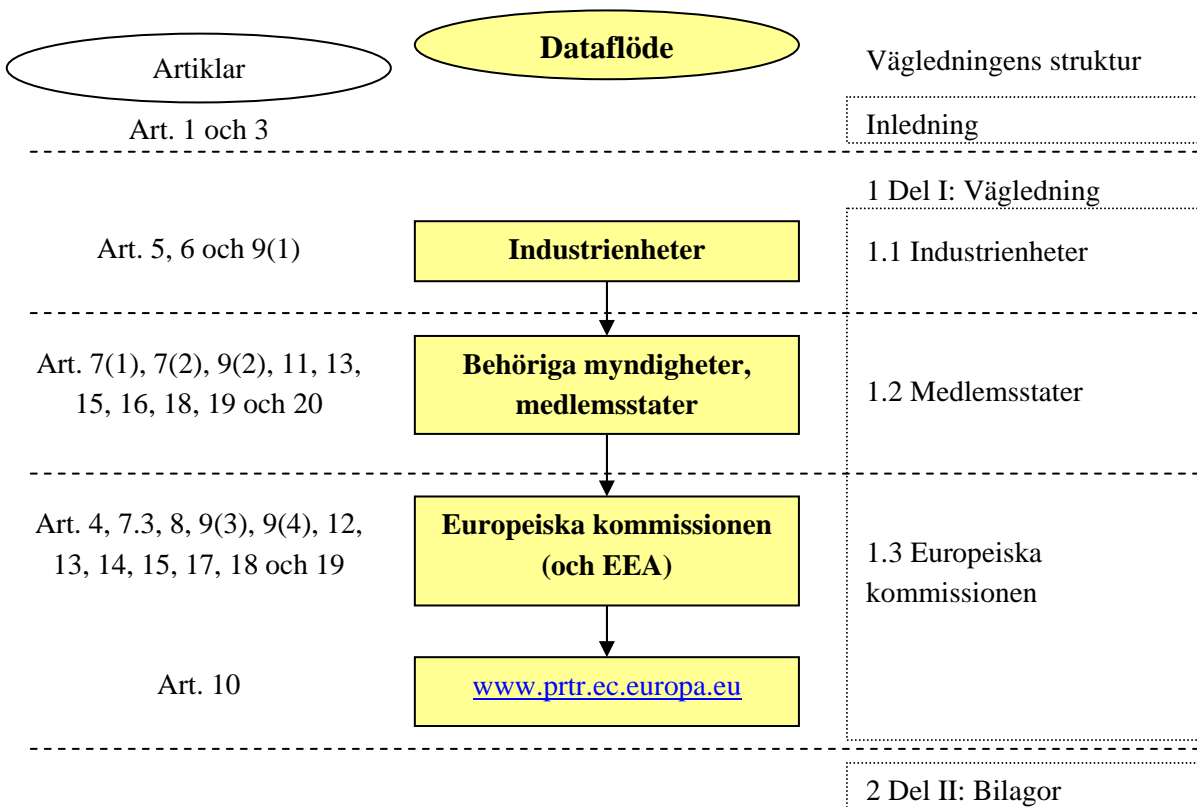 Artiklar
Dataflöde
Vägledningens struktur
Art. 1 och 3
Inledning
1 Del I: Vägledning
Art. 5, 6 och 9(1)
Industrienheter
1.1 Industrienheter
Art. 7(1), 7(2), 9(2), 11, 13,
15, 16, 18, 19 och 20
Behöriga myndigheter,
medlemsstater
1.2 Medlemsstater
Art. 4, 7.3, 8, 9(3), 9(4), 12,
13, 14, 15, 17, 18 och 19
Europeiska kommissionen
(och EEA)
1.3 Europeiska
kommissionen
Art. 10
www.prtr.ec.europa.eu
2 Del II: Bilagor